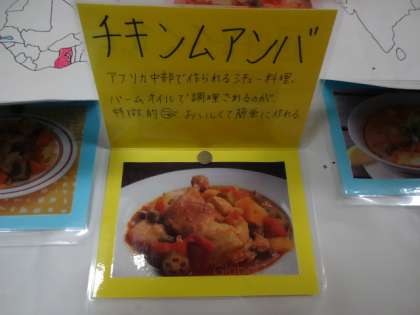 チキンムアンバ
アフリカ中部で作られるシチュー料理。
パームオイルで調理されるのが、
特徴的 おいしくて簡単に作れる